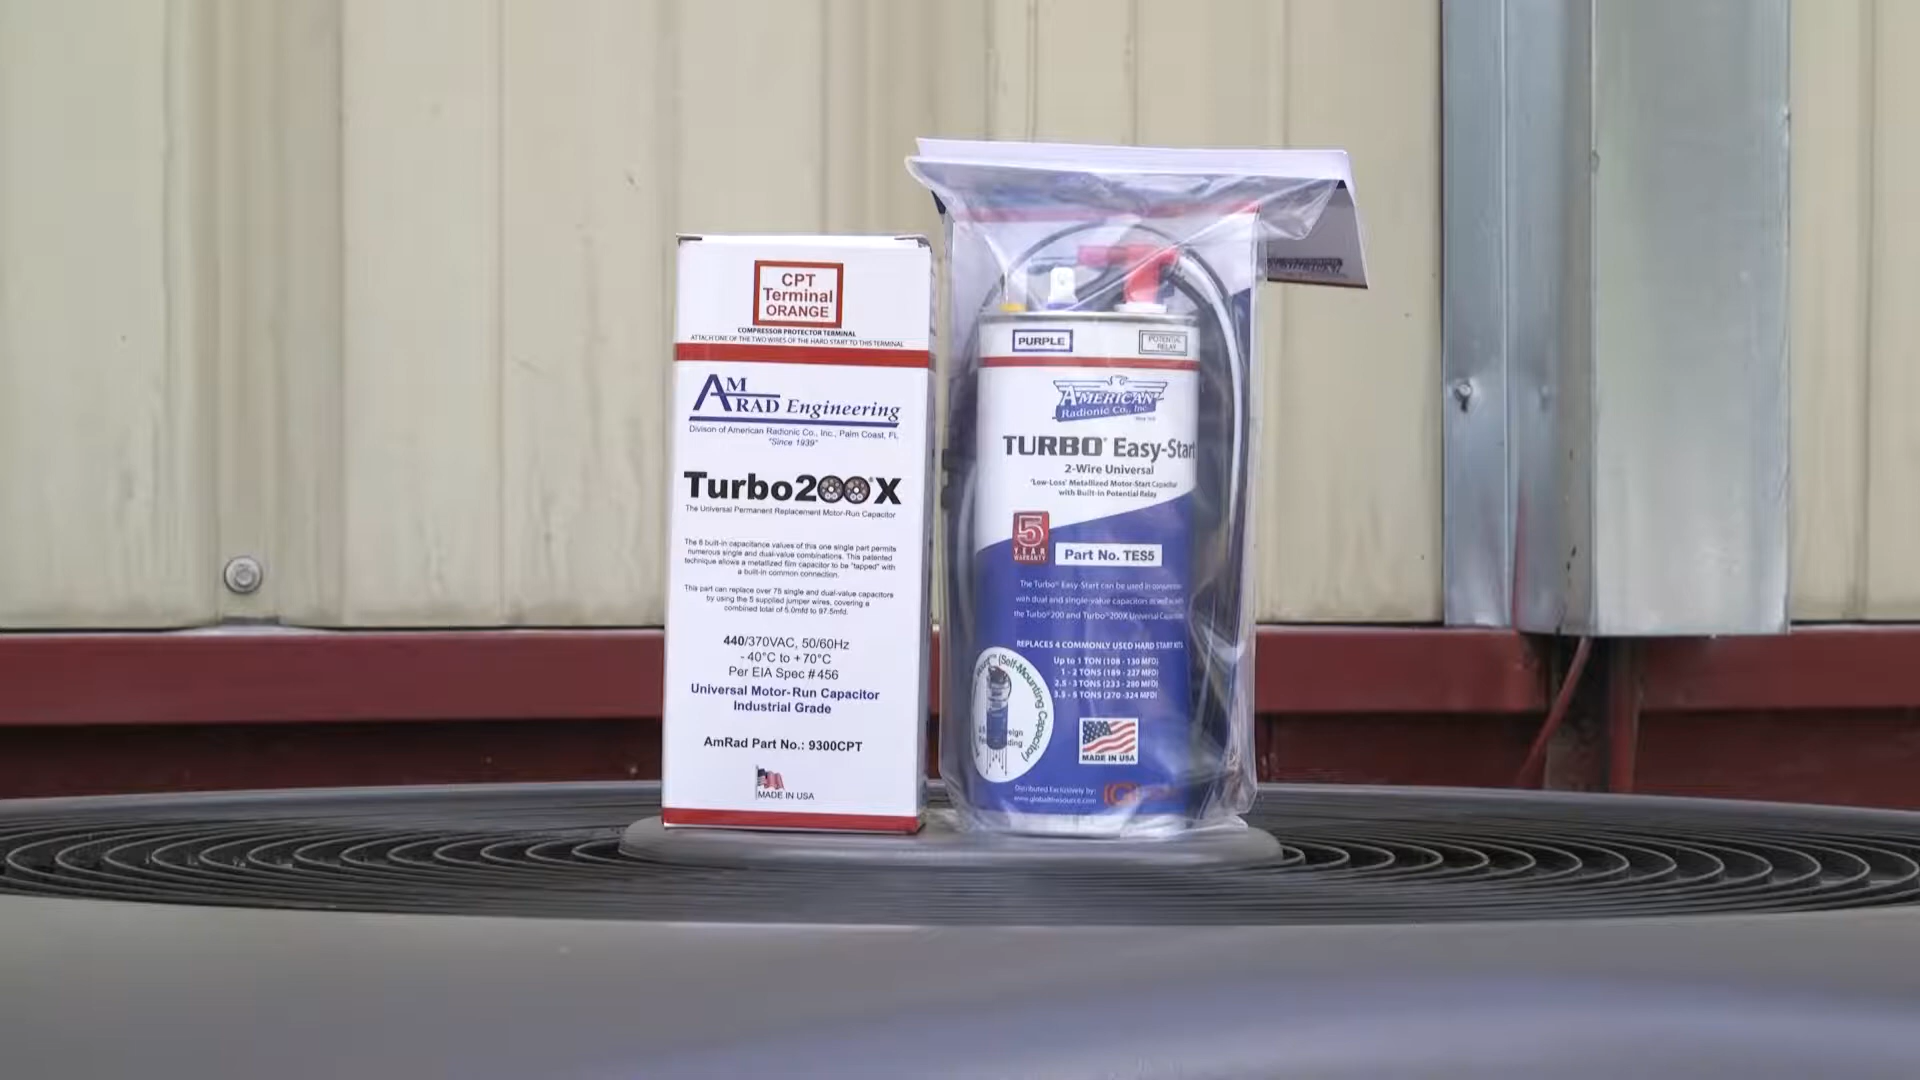 CPT
Terminal
ORANGE
COMPRESSOR PROTECTOR TERMINAL
ATTACH ONE OF THE TWO WIRES OF THE HARD START TO THIS TERMINAL
AMRAD Engineering
Divison of American Radionic Co., Inc., Palm Coast, FL
"Since 1939"
Turbo200X
The Universal Permanent Replacement Motor-Run Capacitor
The 6 built-in capacitance values of this one single part permits
numerous single and dual-value combinations. This patented
technique allows a metallized film capacitor to be "tapped" with
a built-in common connection.
This part can replace over 75 single and dual-value capacitors
by using the 5 supplied jumper wires, covering a
combined total of 5.0mfd to 97.5mfd.
440/370VAC, 50/60Hz
- 40°C to +70°C
Per EIA Spec #456
Universal Motor-Run Capacitor
Industrial Grade
AmRad Part No.: 9300CPT
MADE IN USA
PURPLE
POTENTIAL
RELAY
AMERICAN
Radionic Co., Inc.
TURBO® Easy-Start
2-Wire Universal
'Low-Loss' Metallized Motor-Start Capacitor
with Built-In Potential Relay
5
YEAR
WARRANTY
Part No. TES5
The Turbo® Easy-Start can be used in
with dual and single-value capacitors as well as
the Turbo®200 and Turbo®200X Universal
REPLACES 4 COMMONLY USED HARD START KITS
Up to 1 TON (108 - 130 MFD)
1 - 2 TONS (189 - 227 MFD)
2.5 - 3 TONS (233 - 280 MFD)
3.5 - 5 TONS (270 -324 MFD)
(Self-Mounting Capacitor)
MADE IN USA
Distributed Exclusively by:
www.globalthesource.com